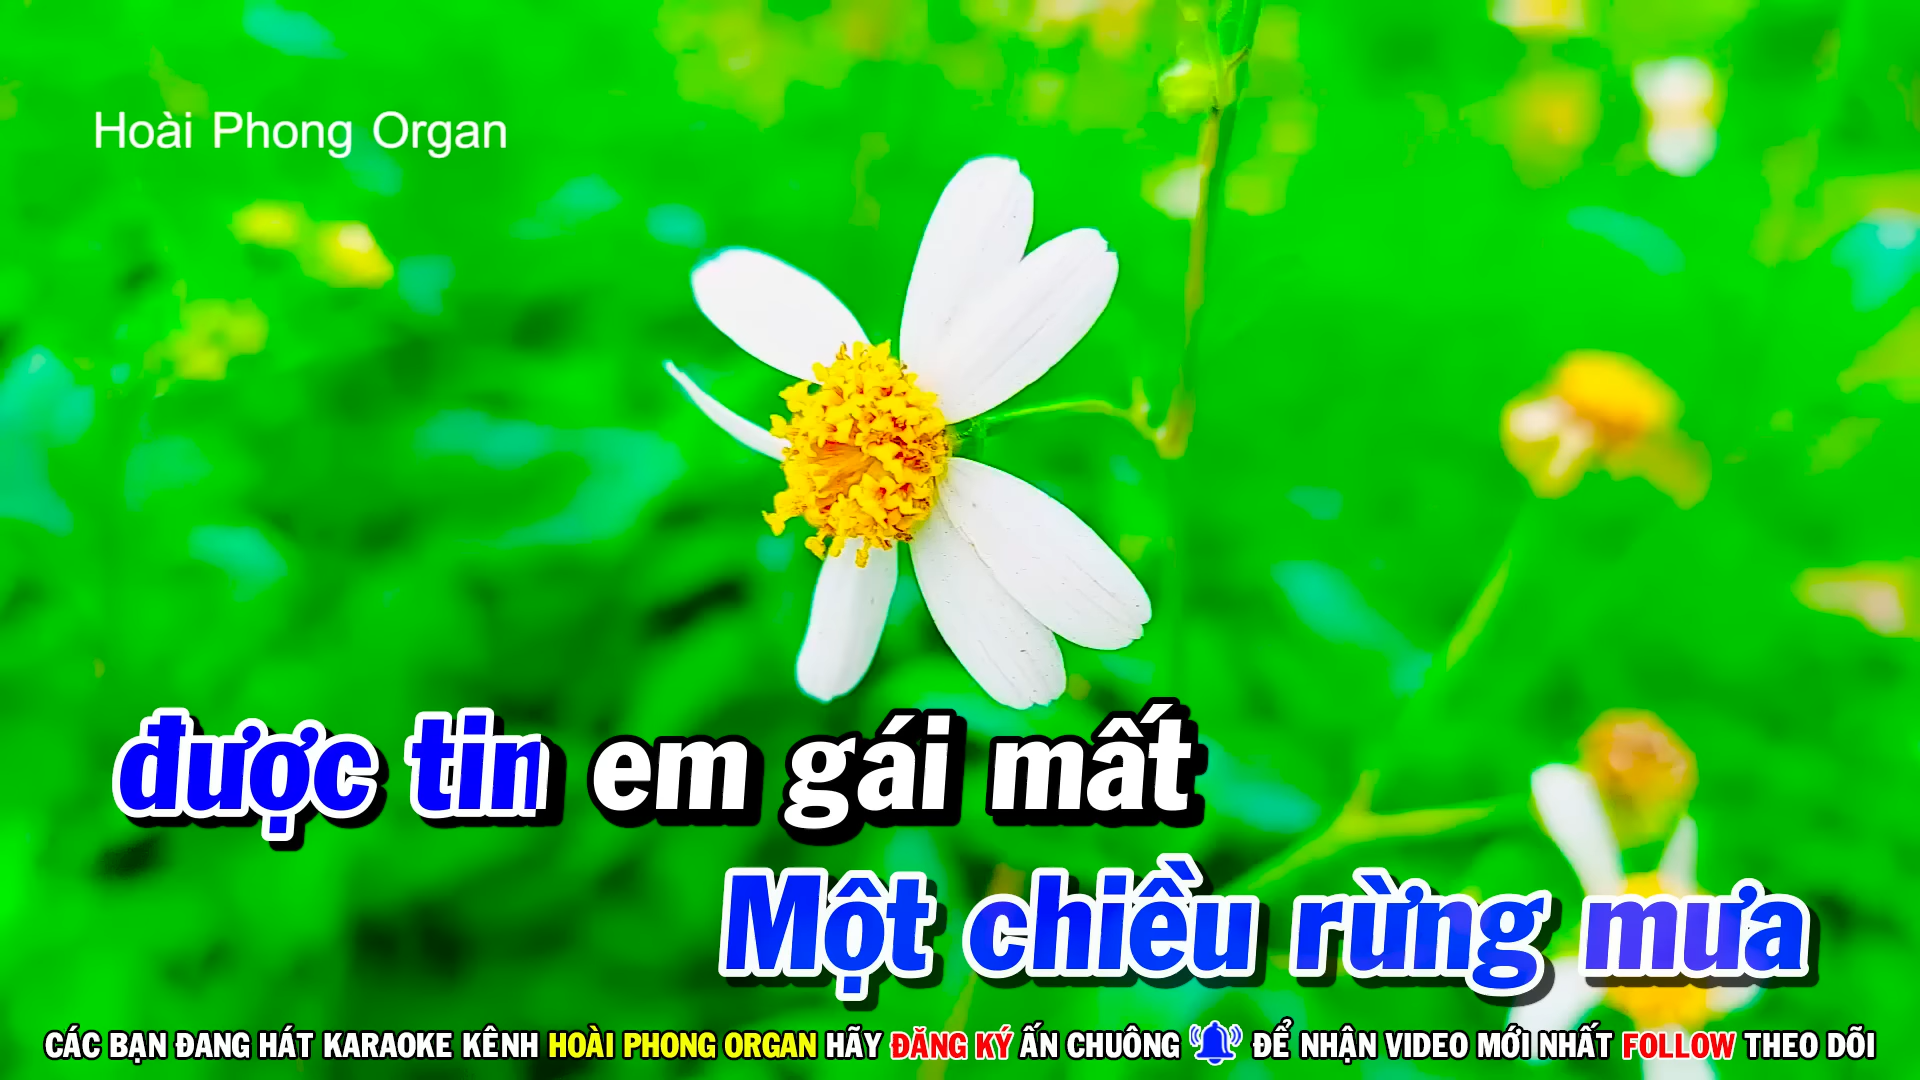 Hoài Phong Organ
được tin em gái mất
Một chiều rừng mưa
CÁC BẠN ĐANG HÁT KARAOKE KÊNH HOÀI PHONG ORGAN HÃY ĐĂNG KÝ ẤN CHUÔNG ĐỂ NHẬN VIDEO MỚI NHẤT FOLLOW THEO DÕI